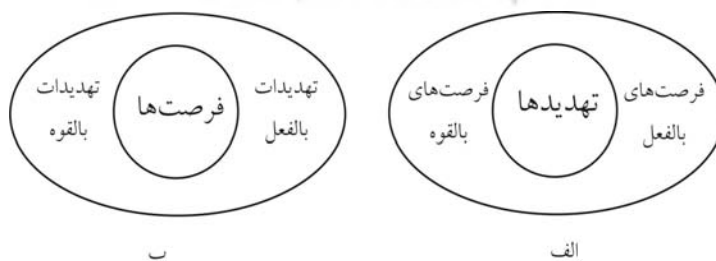 فرصت‌های
بالفعل
تهدیدها
فرصت‌های
بالقوه
الف
تهدیدات
بالفعل
فرصت‌ها
تهدیدات
بالقوه
ب